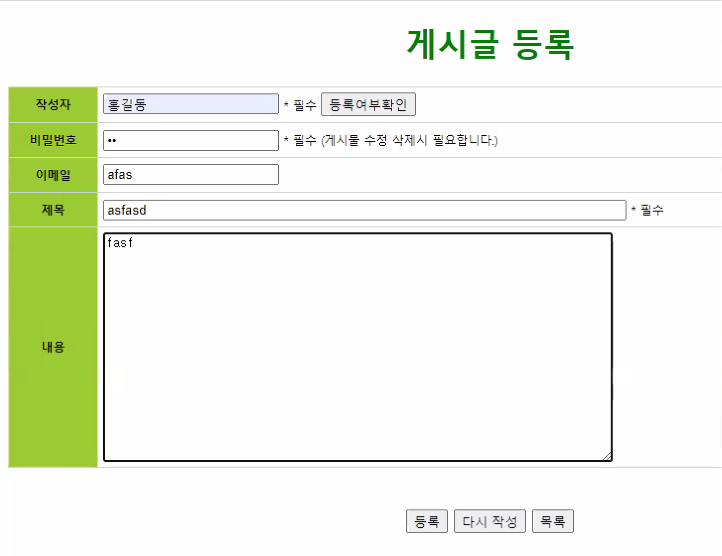 게시글 등록
작성자 홍길동 * 필수 등록여부확인
비밀번호 •• * 필수 (게시물 수정 삭제시 필요합니다.)
이메일 afas
제목 asfasd * 필수
내용 fasf
등록 다시 작성 목록